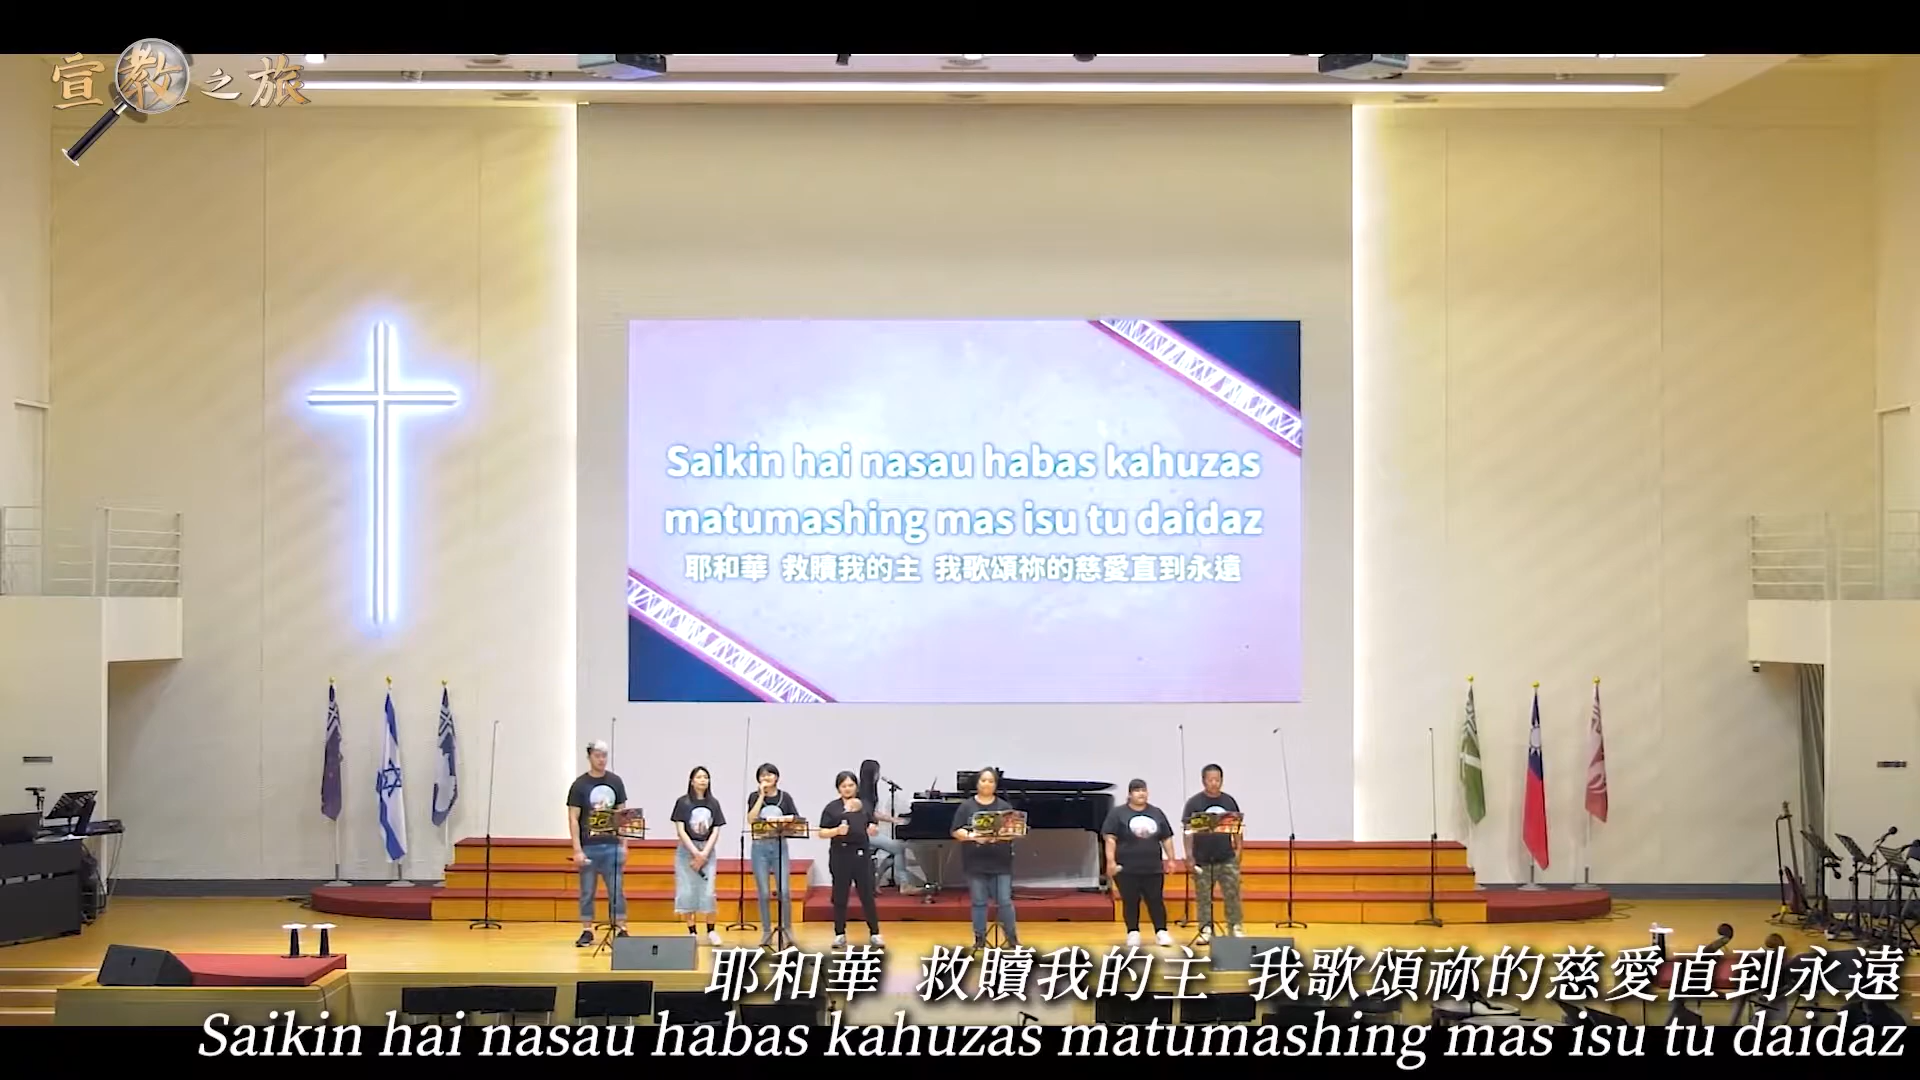 宣教之旅
Saikin hai nasau habas kahuzas
matumashing mas isu tu daidaz
耶和華 救贖我的主 我歌頌祢的慈愛直到永遠
耶和華 救贖我的主 我歌頌祢的慈愛直到永遠
Saikin hai nasau habas kahuzas matumashing mas isu tu daidaz